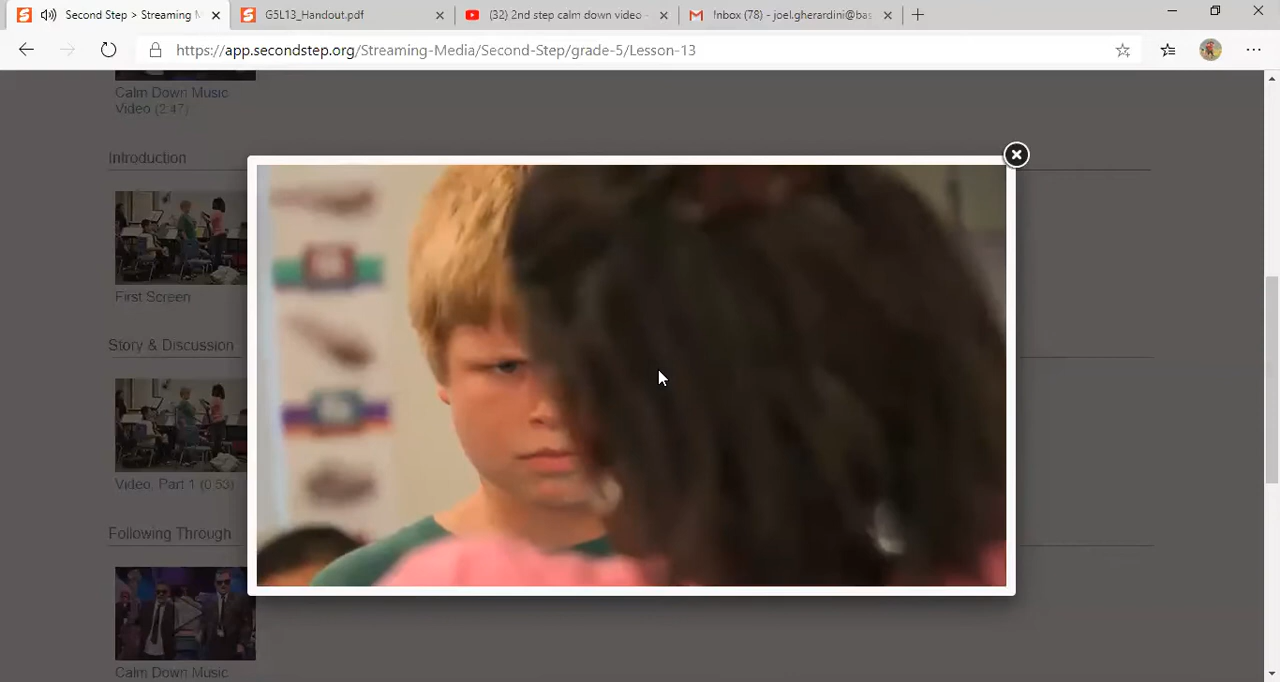 Second Step > Streaming M
G5L13_Handout.pdf
(32) 2nd step calm down video -
Inbox (78) - joel.gherardini@bas
https://app.secondstep.org/Streaming-Media/Second-Step/grade-5/Lesson-13
Calm Down Music
Video (2:47)
Introduction
First Screen
Story & Discussion
Video, Part 1 (0:53)
Following Through
Calm Down Music